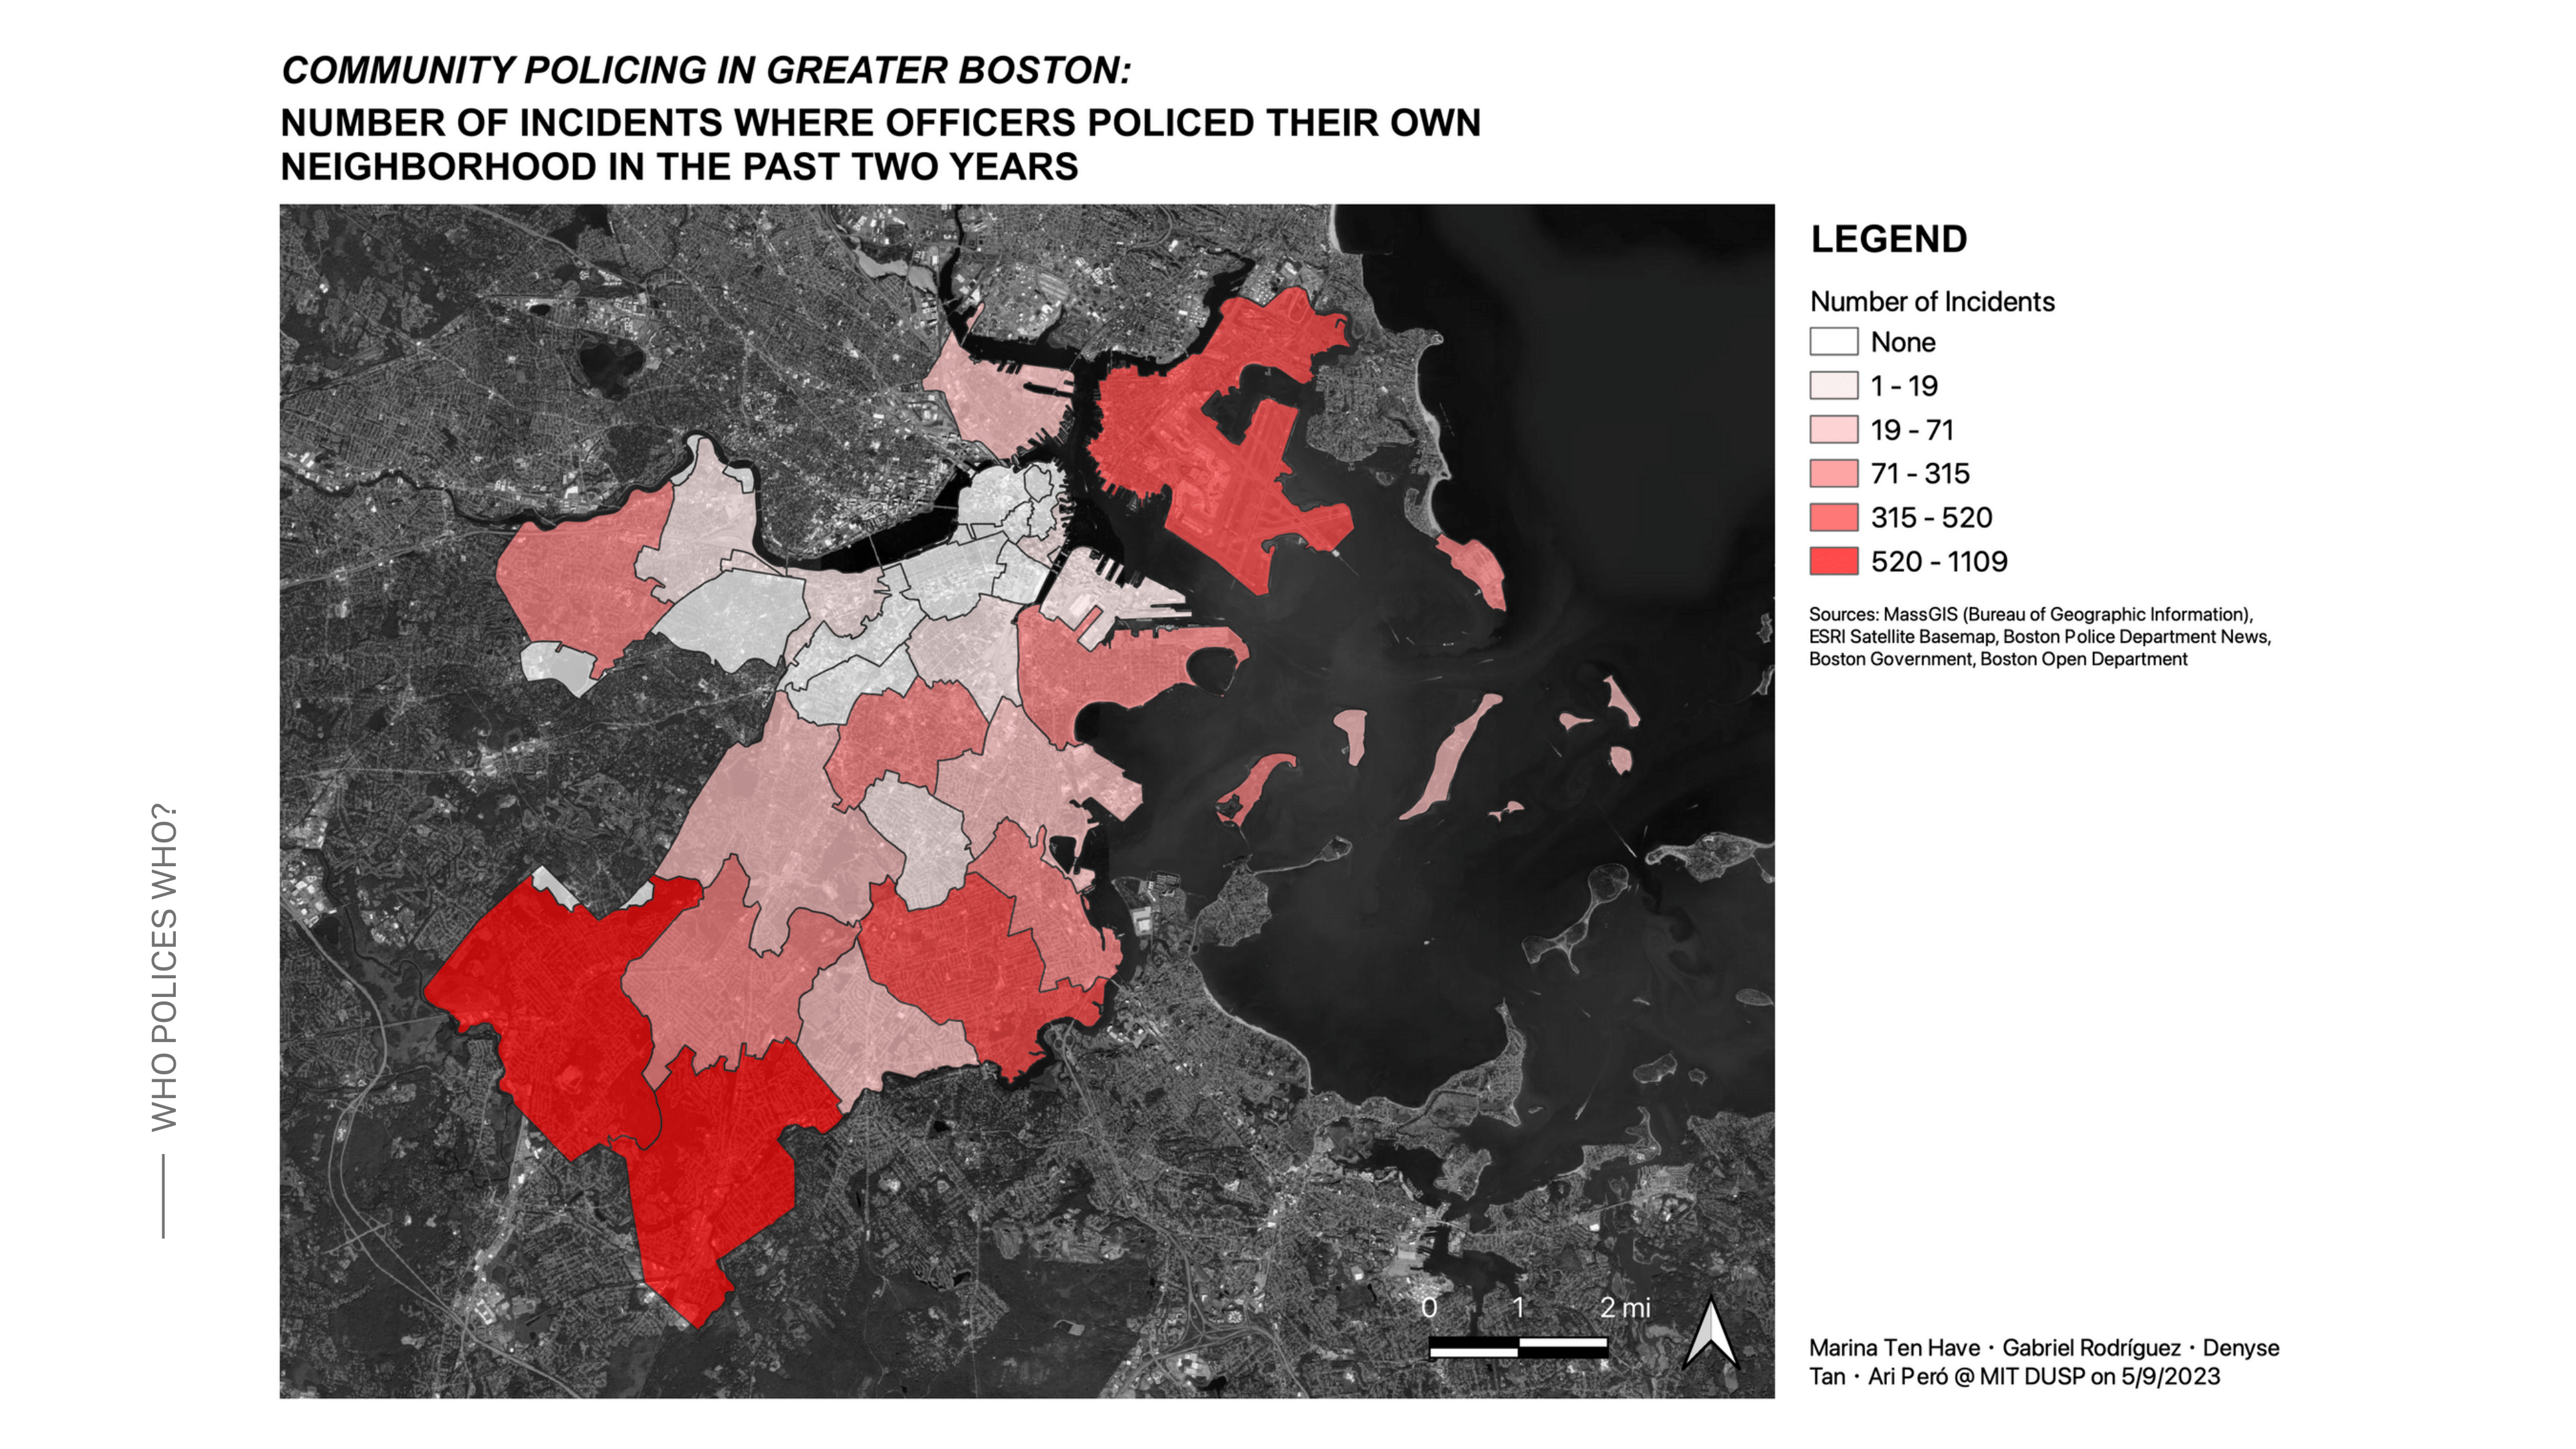 COMMUNITY POLICING IN GREATER BOSTON:
NUMBER OF INCIDENTS WHERE OFFICERS POLICED THEIR OWN
NEIGHBORHOOD IN THE PAST TWO YEARS
LEGEND
Number of Incidents
None
1 - 19
19 - 71
71 - 315
315 - 520
520 - 1109
Sources: MassGIS (Bureau of Geographic Information),
ESRI Satellite Basemap, Boston Police Department News,
Boston Government, Boston Open Department
WHO POLICES WHO?
0 1 2 mi
Marina Ten Have · Gabriel Rodríguez · Denyse
Tan · Ari Peró @ MIT DUSP on 5/9/2023